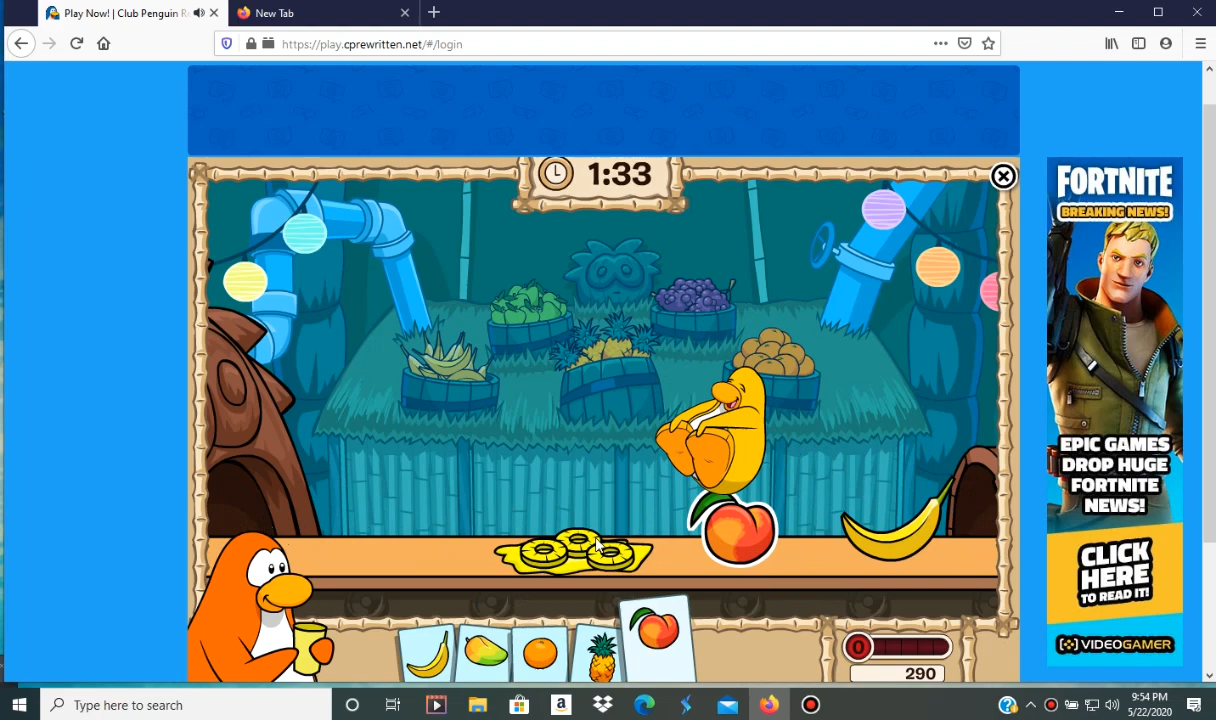 Play Now! | Club Penguin Re
New Tab
https://play.cprewritten.net/#/login
1:33
FORTNITE
BREAKING NEWS!
EPIC GAMES
DROP HUGE
FORTNITE
NEWS!
CLICK
HERE
TO READ IT!
VIDEOGAMER
0
290
Type here to search
9:54 PM
5/22/2020